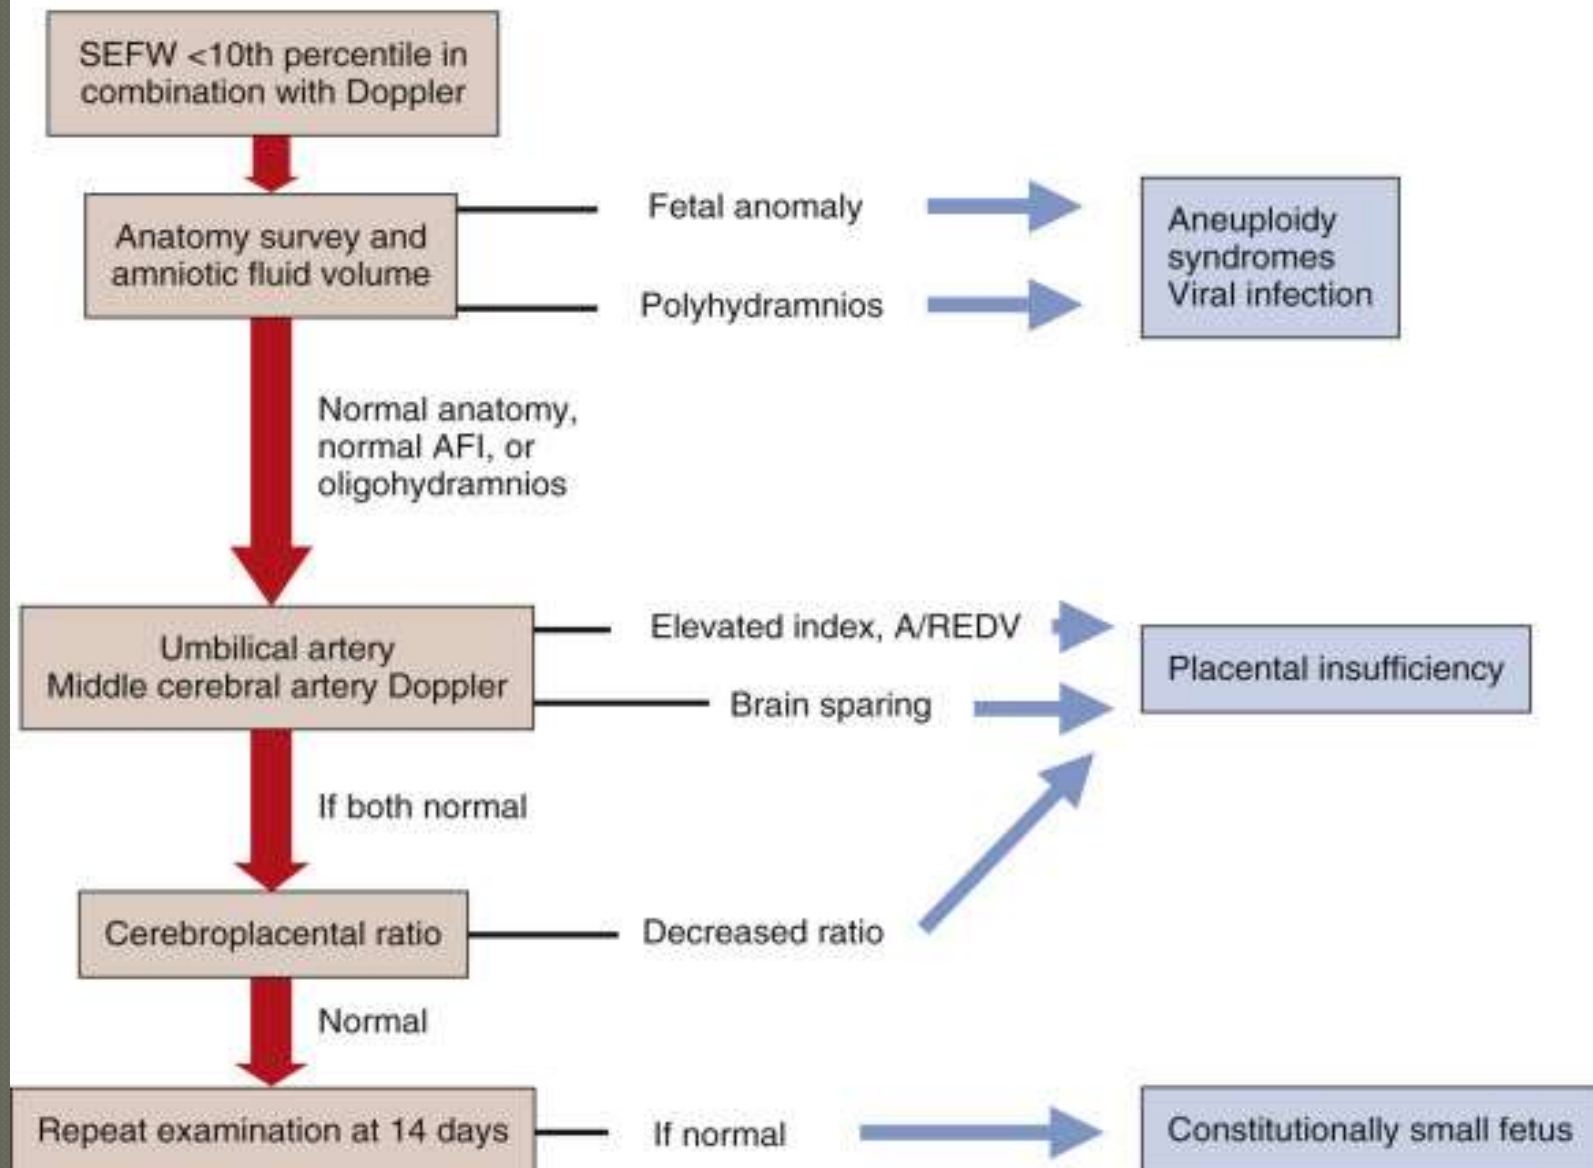 SEFW <10th percentile in
combination with Doppler
Anatomy survey and
amniotic fluid volume
Fetal anomaly
Polyhydramnios
Aneuploidy
syndromes
Viral infection
Normal anatomy,
normal AFI, or
oligohydramnios
Umbilical artery
Middle cerebral artery Doppler
Elevated index, A/REDV
Brain sparing
Placental insufficiency
If both normal
Cerebroplacental ratio
Decreased ratio
Normal
Repeat examination at 14 days
If normal
Constitutionally small fetus